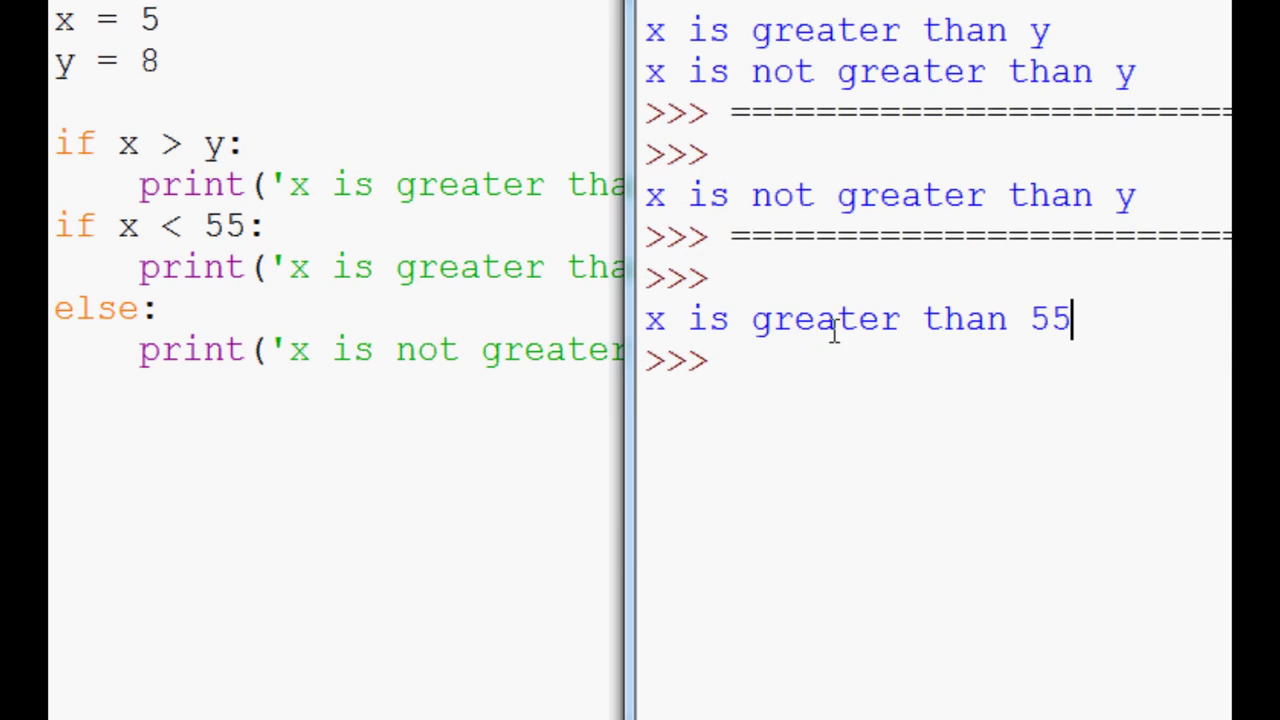 x = 5
y = 8
if x > y:
print('x is greater tha
if x < 55:
print('x is greater tha
else:
print('x is not greater
x is greater than y
x is not greater than y
>>> ========================
>>>
x is not greater than y
>>> ========================
>>>
x is greater than 55
>>>